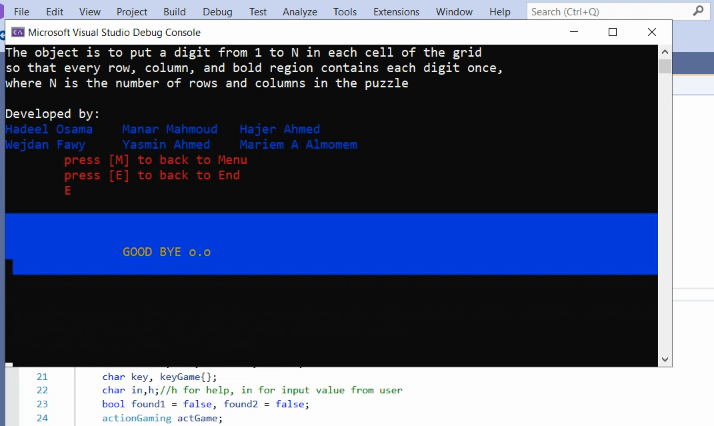 File Edit View Project Build Debug Test Analyze Tools Extensions Window Help Search (Ctrl+Q)
Microsoft Visual Studio Debug Console
The object is to put a digit from 1 to N in each cell of the grid
so that every row, column, and bold region contains each digit once,
where N is the number of rows and columns in the puzzle
Developed by:
Hadeel Osama Manar Mahmoud Hajer Ahmed
Wejdan Fawy Yasmin Ahmed Mariem A Almomem
press [M] to back to Menu
press [E] to back to End
E
GOOD BYE o.o
21 char key, keyGame{};
22 char in,h;//h for help, in for input value from user
23 bool found1 = false, found2 = false;
24 actionGaming actGame;